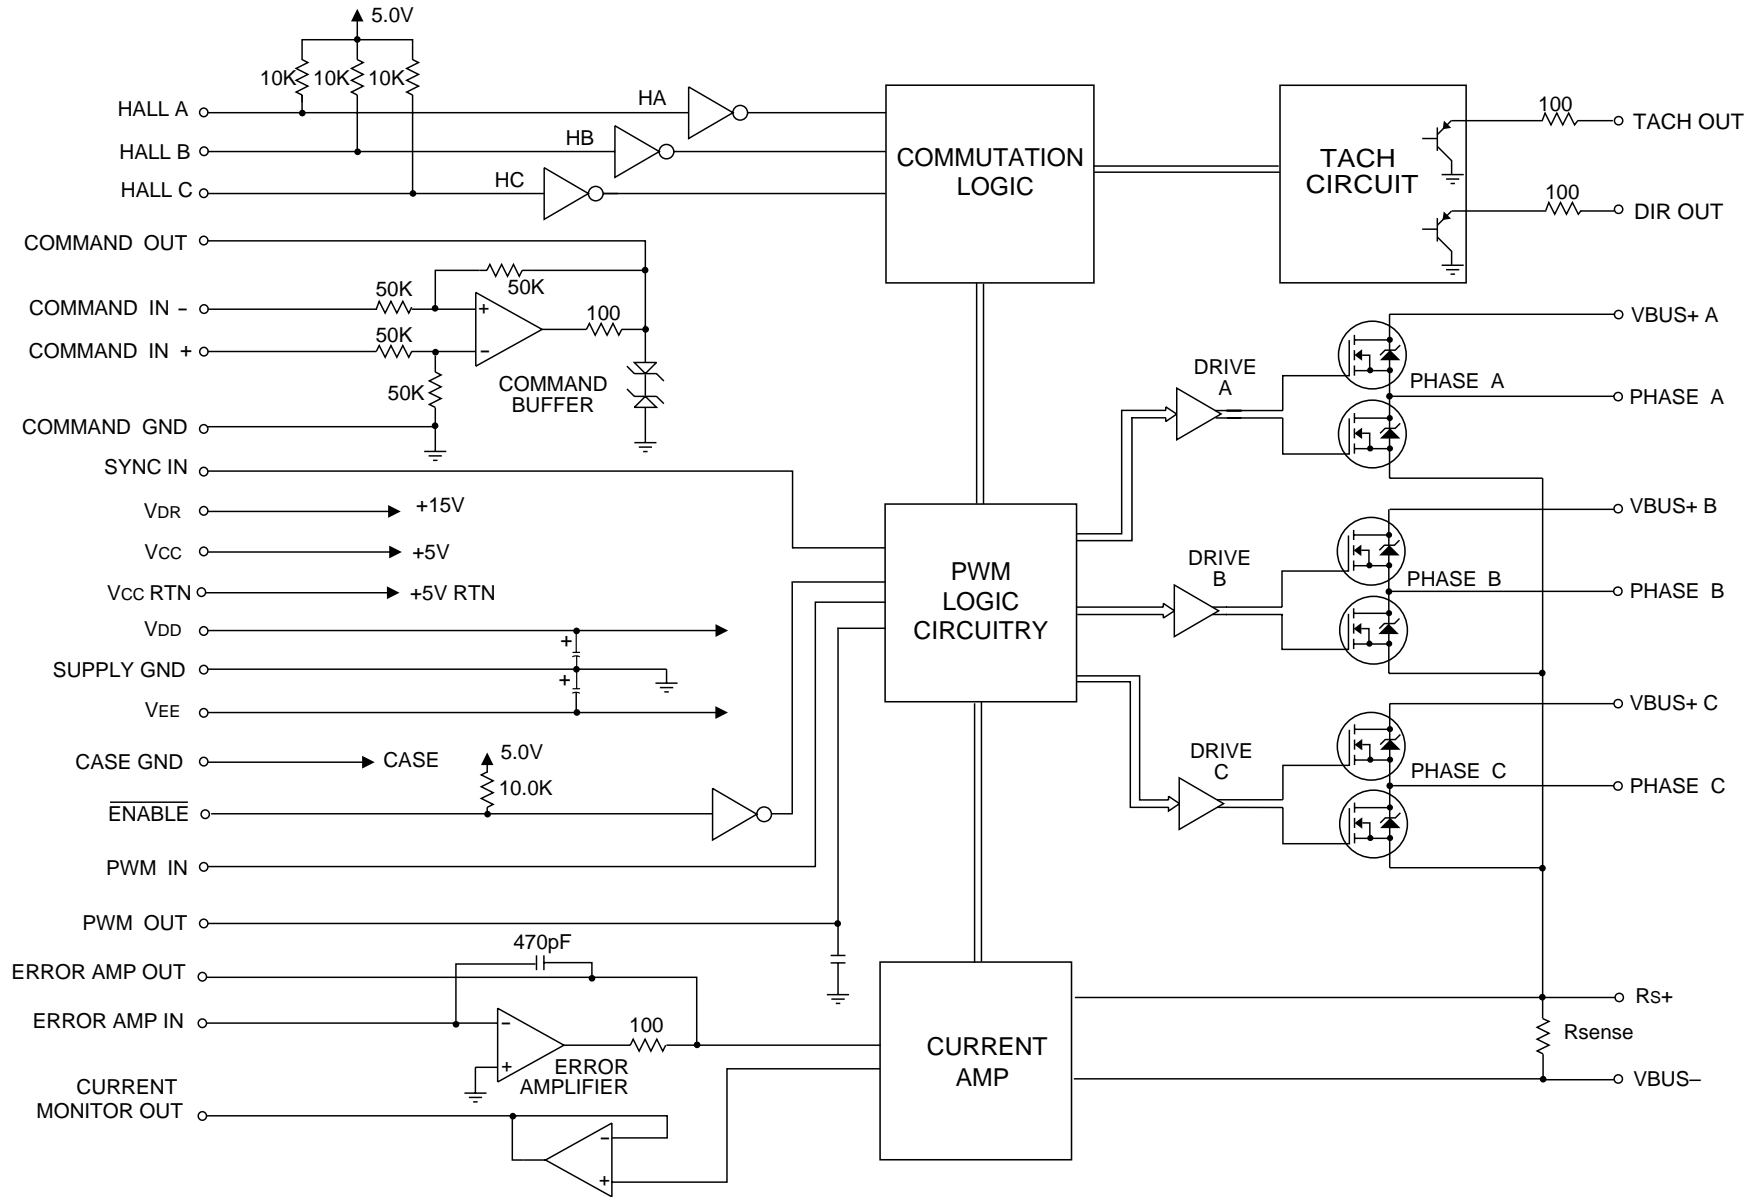 5.0V
10K 10K 10K
HALL A
HALL B
HALL C
HA
HB
HC
COMMUTATION
LOGIC
TACH
CIRCUIT
100
TACH OUT
100
DIR OUT
COMMAND OUT
COMMAND IN -
COMMAND IN +
COMMAND GND
50K
50K
50K
50K
+
-
100
COMMAND
BUFFER
SYNC IN
VDR
+15V
VCC
+5V
VCC RTN
+5V RTN
VDD
+
SUPPLY GND
+
VEE
CASE GND
CASE
5.0V
10.0K
ENABLE
PWM IN
PWM OUT
PWM
LOGIC
CIRCUITRY
DRIVE
A
VBUS+ A
PHASE A
PHASE A
DRIVE
B
VBUS+ B
PHASE B
PHASE B
DRIVE
C
VBUS+ C
PHASE C
PHASE C
470pF
ERROR AMP OUT
ERROR AMP IN
-
+
100
ERROR
AMPLIFIER
CURRENT
MONITOR OUT
-
+
CURRENT
AMP
RS+
Rsense
VBUS–